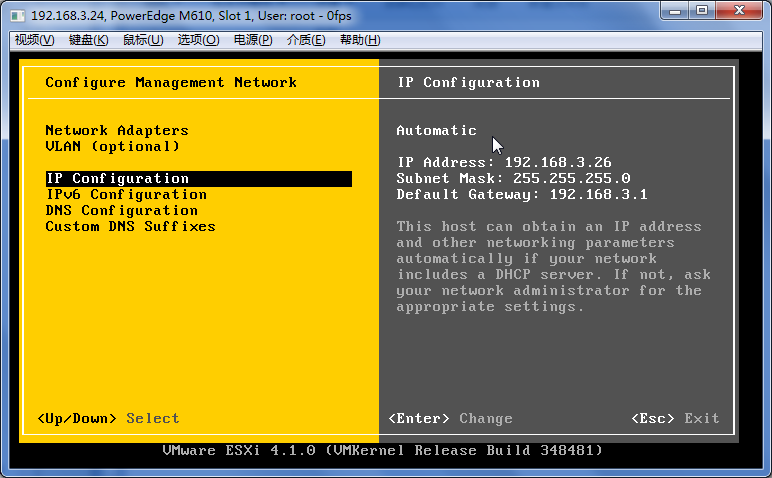 192.168.3.24, PowerEdge M610, Slot 1, User: root - 0fps
视频(V) 键盘(K) 鼠标(U) 选项(O) 电源(P) 介质(E) 帮助(H)
Configure Management Network
Network Adapters
VLAN (optional)
IP Configuration
IPv6 Configuration
DNS Configuration
Custom DNS Suffixes
<Up/Down> Select
IP Configuration
Automatic
IP Address: 192.168.3.26
Subnet Mask: 255.255.255.0
Default Gateway: 192.168.3.1
This host can obtain an IP address
and other networking parameters
automatically if your network
includes a DHCP server. If not, ask
your network administrator for the
appropriate settings.
<Enter> Change <Esc> Exit
VMware ESXi 4.1.0 (VMKernel Release Build 348481)